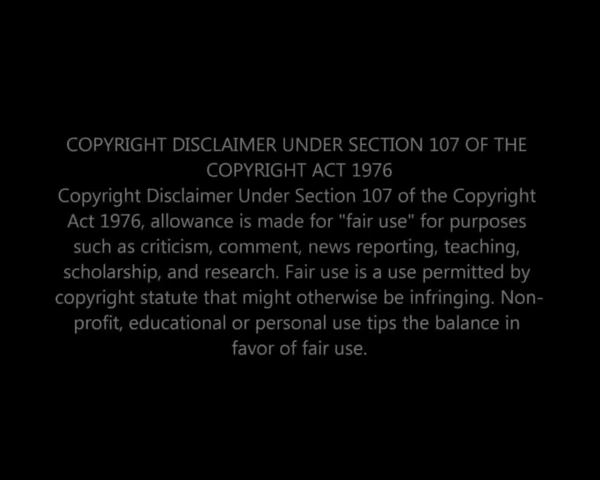 COPYRIGHT DISCLAIMER UNDER SECTION 107 OF THE
COPYRIGHT ACT 1976
Copyright Disclaimer Under Section 107 of the Copyright
Act 1976, allowance is made for "fair use" for purposes
such as criticism, comment, news reporting, teaching,
scholarship, and research. Fair use is a use permitted by
copyright statute that might otherwise be infringing. Non-
profit, educational or personal use tips the balance in
favor of fair use.